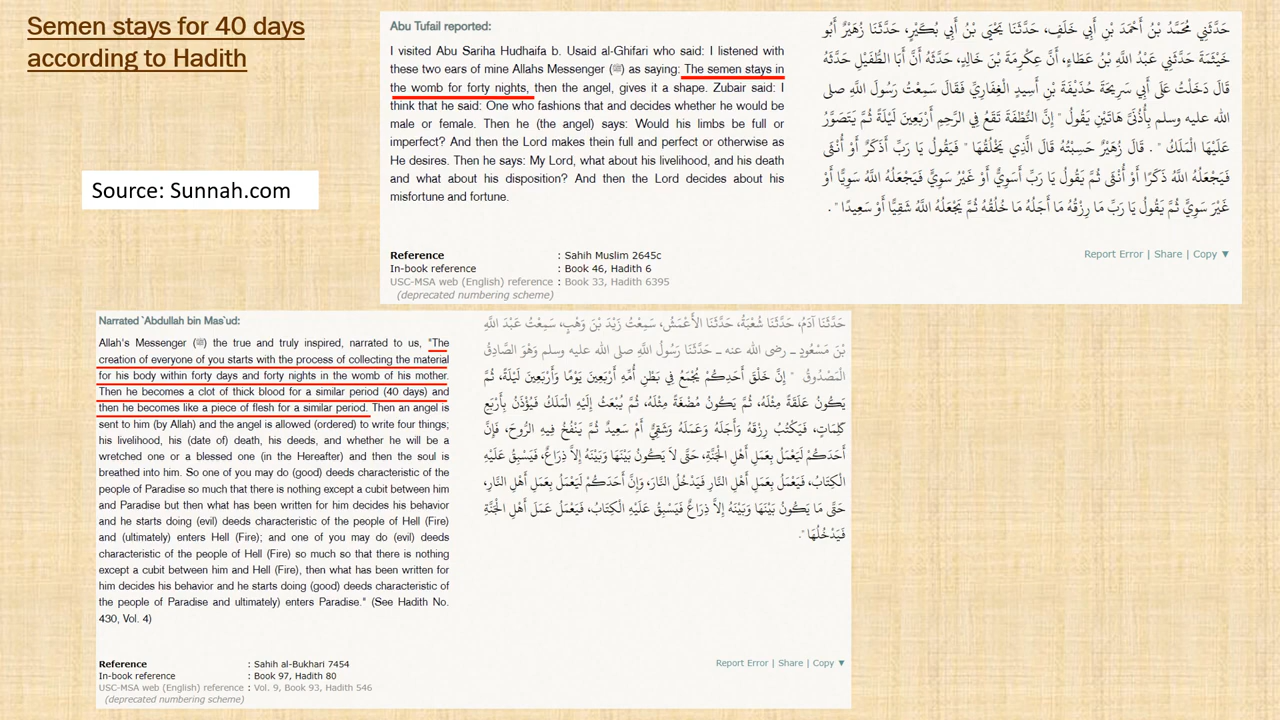 Semen stays for 40 days
according to Hadith
Source: Sunnah.com
Abu Tufail reported:
I visited Abu Sariha Hudhaifa b. Usaid al-Ghifari who said: I listened with
these two ears of mine Allahs Messenger (ﷺ) as saying: The semen stays in
the womb for forty nights, then the angel, gives it a shape. Zubair said: I
think that he said: One who fashions that and decides whether he would be
male or female. Then he (the angel) says: Would his limbs be full or
imperfect? And then the Lord makes thein full and perfect or otherwise as
He desires. Then he says: My Lord, what about his livelihood, and his death
and what about his disposition? And then the Lord decides about his
misfortune and fortune.
حَدَّثَنِي مُحَمَّدُ بْنُ أَحْمَدَ بْنِ أَبِي خَلَفٍ، حَدَّثَنَا يَحْيَى بْنُ أَبِي بُكَيْرٍ، حَدَّثَنَا زُهَيْرٌ أَبُو
خَيْثَمَةَ حَدَّثَنِي عَبْدُ اللَّهِ بْنُ عَطَاءٍ، أَنَّ عِكْرِمَةَ بْنَ خَالِدٍ، حَدَّثَهُ أَنَّ أَبَا الطُّفَيْلِ حَدَّثَهُ
قَالَ دَخَلْتُ عَلَى أَبِي سَرِيحَةَ حُذَيْفَةَ بْنِ أَسِيدٍ الْغِفَارِيِّ فَقَالَ سَمِعْتُ رَسُولَ اللَّهِ صلى
الله عليه وسلم بِأُذُنَىَّ هَاتَيْنِ يَقُولُ " إِنَّ النُّطْفَةَ تَقَعُ فِي الرَّحِمِ أَرْبَعِينَ لَيْلَةً ثُمَّ يَتَصَوَّرُ
عَلَيْهَا الْمَلَكُ " . قَالَ زُهَيْرٌ حَسِبْتُهُ قَالَ الَّذِي يَخْلُقُهَا " فَيَقُولُ يَا رَبِّ أَذَكَرٌ أَوْ أُنْثَى
فَيَجْعَلُهُ اللَّهُ ذَكَرًا أَوْ أُنْثَى ثُمَّ يَقُولُ يَا رَبِّ أَسَوِيٌّ أَوْ غَيْرُ سَوِيٍّ فَيَجْعَلُهُ اللَّهُ سَوِيًّا أَوْ
غَيْرَ سَوِيٍّ ثُمَّ يَقُولُ يَا رَبِّ مَا رِزْقُهُ مَا أَجَلُهُ مَا خُلُقُهُ ثُمَّ يَجْعَلُهُ اللَّهُ شَقِيًّا أَوْ سَعِيدًا " .
Reference : Sahih Muslim 2645c
In-book reference : Book 46, Hadith 6
USC-MSA web (English) reference : Book 33, Hadith 6395
(deprecated numbering scheme)
Report Error | Share | Copy ▼
Narrated `Abdullah bin Mas`ud:
Allah's Messenger (ﷺ) the true and truly inspired, narrated to us, "The
creation of everyone of you starts with the process of collecting the material
for his body within forty days and forty nights in the womb of his mother.
Then he becomes a clot of thick blood for a similar period (40 days) and
then he becomes like a piece of flesh for a similar period. Then an angel is
sent to him (by Allah) and the angel is allowed (ordered) to write four things;
his livelihood, his (date of) death, his deeds, and whether he will be a
wretched one or a blessed one (in the Hereafter) and then the soul is
breathed into him. So one of you may do (good) deeds characteristic of the
people of Paradise so much that there is nothing except a cubit between him
and Paradise but then what has been written for him decides his behavior
and he starts doing (evil) deeds characteristic of the people of Hell (Fire)
and (ultimately) enters Hell (Fire); and one of you may do (evil) deeds
characteristic of the people of Hell (Fire) so much so that there is nothing
except a cubit between him and Hell (Fire), then what has been written for
him decides his behavior and he starts doing (good) deeds characteristic of
the people of Paradise and ultimately) enters Paradise." (See Hadith No.
430, Vol. 4)
حَدَّثَنَا آدَمُ، حَدَّثَنَا شُعْبَةُ، حَدَّثَنَا الأَعْمَشُ، سَمِعْتُ زَيْدَ بْنَ وَهْبٍ، سَمِعْتُ عَبْدَ اللَّهِ
بْنَ مَسْعُودٍ ـ رضى الله عنه ـ حَدَّثَنَا رَسُولُ اللَّهِ صلى الله عليه وسلم وَهْوَ الصَّادِقُ
الْمَصْدُوقُ " إِنَّ خَلْقَ أَحَدِكُمْ يُجْمَعُ فِي بَطْنِ أُمِّهِ أَرْبَعِينَ يَوْمًا وَأَرْبَعِينَ لَيْلَةً، ثُمَّ
يَكُونُ عَلَقَةً مِثْلَهُ، ثُمَّ يَكُونُ مُضْغَةً مِثْلَهُ، ثُمَّ يُبْعَثُ إِلَيْهِ الْمَلَكُ فَيُؤْذَنُ بِأَرْبَعِ
كَلِمَاتٍ، فَيَكْتُبُ رِزْقَهُ وَأَجَلَهُ وَعَمَلَهُ وَشَقِيٌّ أَمْ سَعِيدٌ ثُمَّ يَنْفُخُ فِيهِ الرُّوحَ، فَإِنَّ
أَحَدَكُمْ لَيَعْمَلُ بِعَمَلِ أَهْلِ الْجَنَّةِ، حَتَّى لاَ يَكُونُ بَيْنَهَا وَبَيْنَهُ إِلاَّ ذِرَاعٌ، فَيَسْبِقُ عَلَيْهِ
الْكِتَابُ، فَيَعْمَلُ بِعَمَلِ أَهْلِ النَّارِ فَيَدْخُلُ النَّارَ، وَإِنَّ أَحَدَكُمْ لَيَعْمَلُ بِعَمَلِ أَهْلِ النَّارِ،
حَتَّى مَا يَكُونُ بَيْنَهَا وَبَيْنَهُ إِلاَّ ذِرَاعٌ فَيَسْبِقُ عَلَيْهِ الْكِتَابُ، فَيَعْمَلُ عَمَلَ أَهْلِ الْجَنَّةِ
فَيَدْخُلُهَا ".
Reference : Sahih al-Bukhari 7454
In-book reference : Book 97, Hadith 80
USC-MSA web (English) reference : Vol. 9, Book 93, Hadith 546
(deprecated numbering scheme)
Report Error | Share | Copy ▼